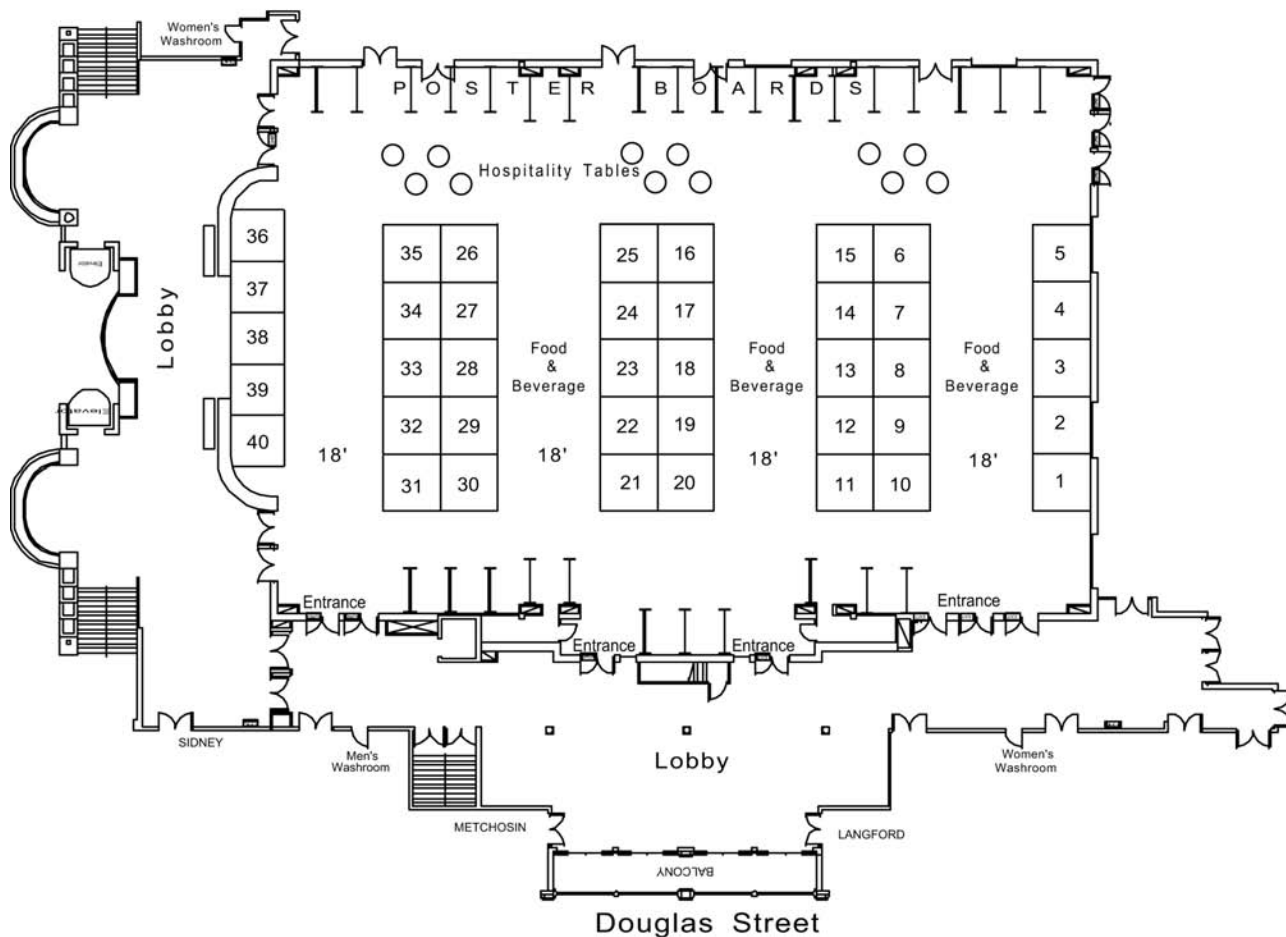 Women's
Washroom
POSTER BOARDS
Hospitality Tables
Lobby
Elevator
36
37
38
39
40
35 26
34 27
33 28
32 29
31 30
25 16
24 17
23 18
22 19
21 20
15 6
14 7
13 8
12 9
11 10
5
4
3
2
1
Food
&
Beverage
Food
&
Beverage
Food
&
Beverage
18'
18'
18'
18'
Entrance
Entrance
Entrance
Entrance
SIDNEY
Men's
Washroom
METCHOSIN
Lobby
LANGFORD
Women's
Washroom
BALCONY
Douglas Street